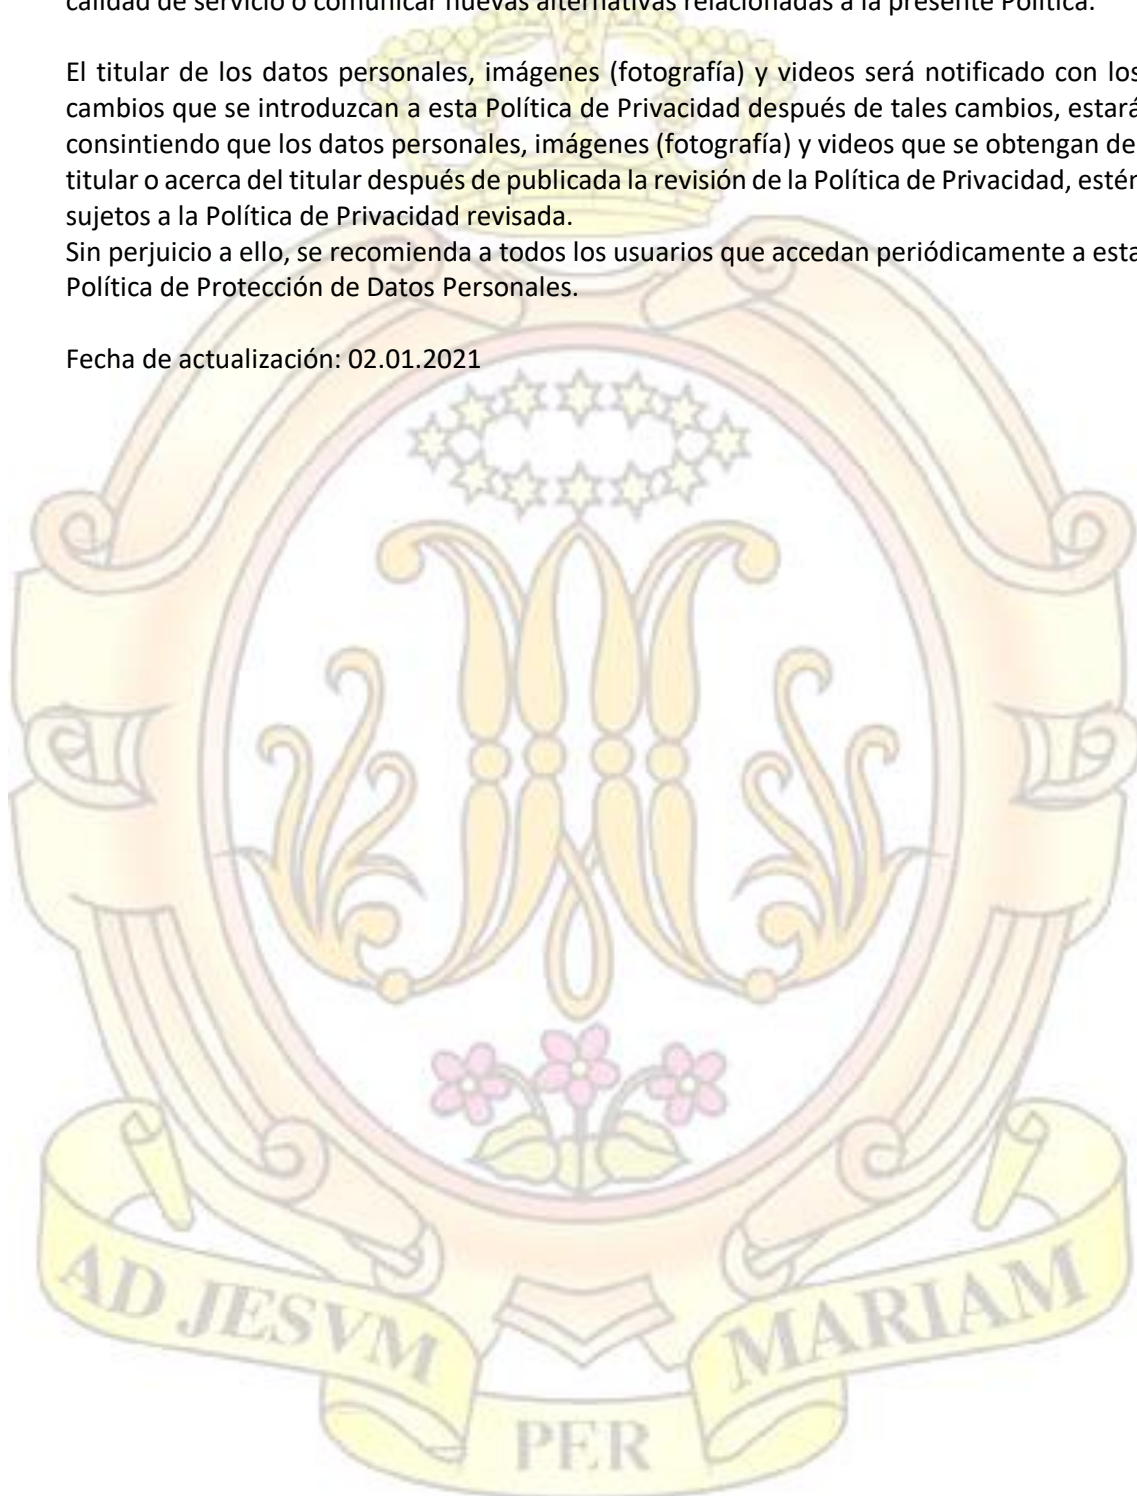 calidad de servicio o comunicar nuevas alternativas relacionadas a la presente Política.
El titular de los datos personales, imágenes (fotografía) y videos será notificado con los
cambios que se introduzcan a esta Política de Privacidad después de tales cambios, estará
consintiendo que los datos personales, imágenes (fotografía) y videos que se obtengan de
titular o acerca del titular después de publicada la revisión de la Política de Privacidad, estén
sujetos a la Política de Privacidad revisada.
Sin perjuicio a ello, se recomienda a todos los usuarios que accedan periódicamente a esta
Política de Protección de Datos Personales.
Fecha de actualización: 02.01.2021
AD JESVM
PER
MARIAM